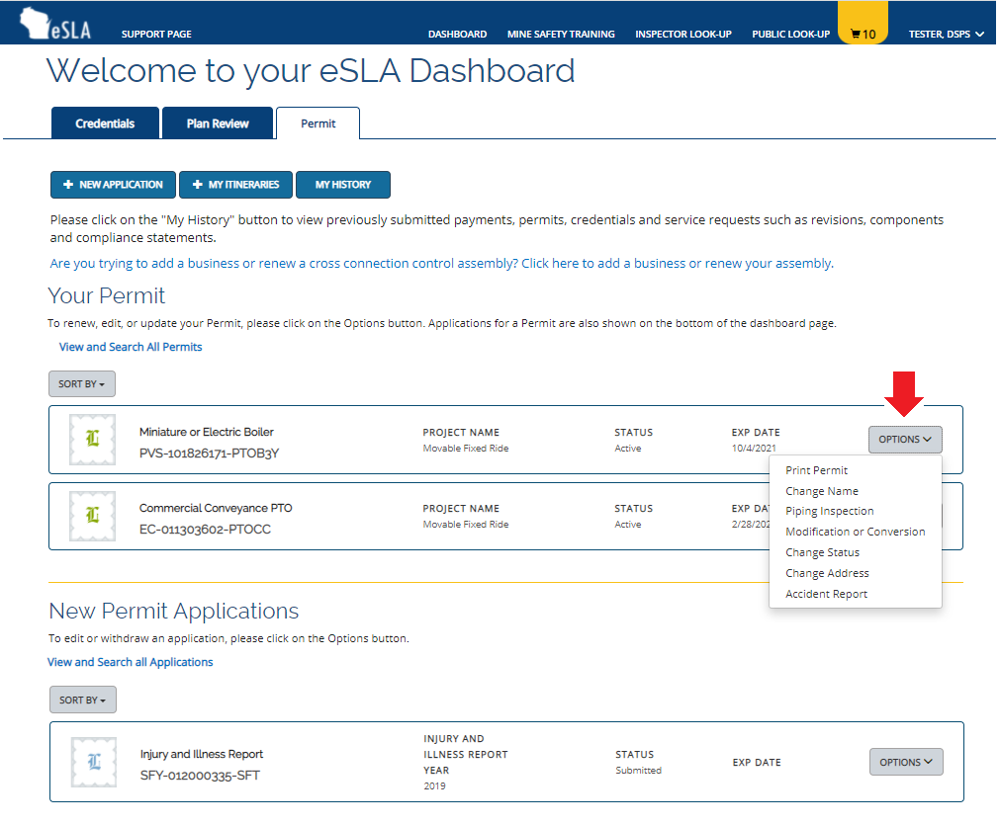 eSLA
SUPPORT PAGE
DASHBOARD
MINE SAFETY TRAINING
INSPECTOR LOOK-UP
PUBLIC LOOK-UP
10
TESTER, DSPS
Welcome to your eSLA Dashboard
Credentials
Plan Review
Permit
NEW APPLICATION
MY ITINERARIES
MY HISTORY
Please click on the "My History" button to view previously submitted payments, permits, credentials and service requests such as revisions, components
and compliance statements.
Are you trying to add a business or renew a cross connection control assembly? Click here to add a business or renew your assembly.
Your Permit
To renew, edit, or update your Permit, please click on the Options button. Applications for a Permit are also shown on the bottom of the dashboard page.
View and Search All Permits
SORT BY
L
Miniature or Electric Boiler
PVS-101826171-PTOB3Y
PROJECT NAME
Movable Fixed Ride
STATUS
Active
EXP DATE
10/4/2021
OPTIONS
Print Permit
Change Name
Piping Inspection
Modification or Conversion
Change Status
Change Address
Accident Report
L
Commercial Conveyance PTO
EC-011303602-PTOCC
PROJECT NAME
Movable Fixed Ride
STATUS
Active
EXP DA
2/28/202
New Permit Applications
To edit or withdraw an application, please click on the Options button.
View and Search all Applications
SORT BY
L
Injury and Illness Report
SFY-012000335-SFT
INJURY AND
ILLNESS REPORT
YEAR
2019
STATUS
Submitted
EXP DATE
OPTIONS